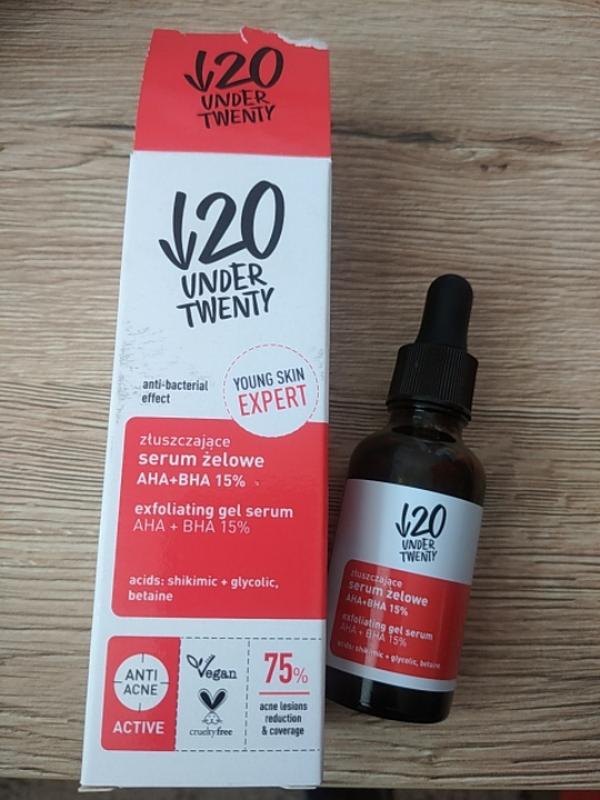 ↓20
UNDER
TWENTY
↓20
UNDER
TWENTY
anti-bacterial
effect
YOUNG SKIN
EXPERT
złuszczające
serum żelowe
AHA+BHA 15%
exfoliating gel serum
AHA + BHA 15%
acids: shikimic + glycolic,
betaine
ANTI
ACNE
ACTIVE
Vegan
crueltyfree
75%
acne lesions
reduction
& coverage
↓20
UNDER
TWENTY
złuszczające
serum żelowe
AHA+BHA 15%
exfoliating gel serum
AHA + BHA 15%
acids: shikimic + glycolic, betaine